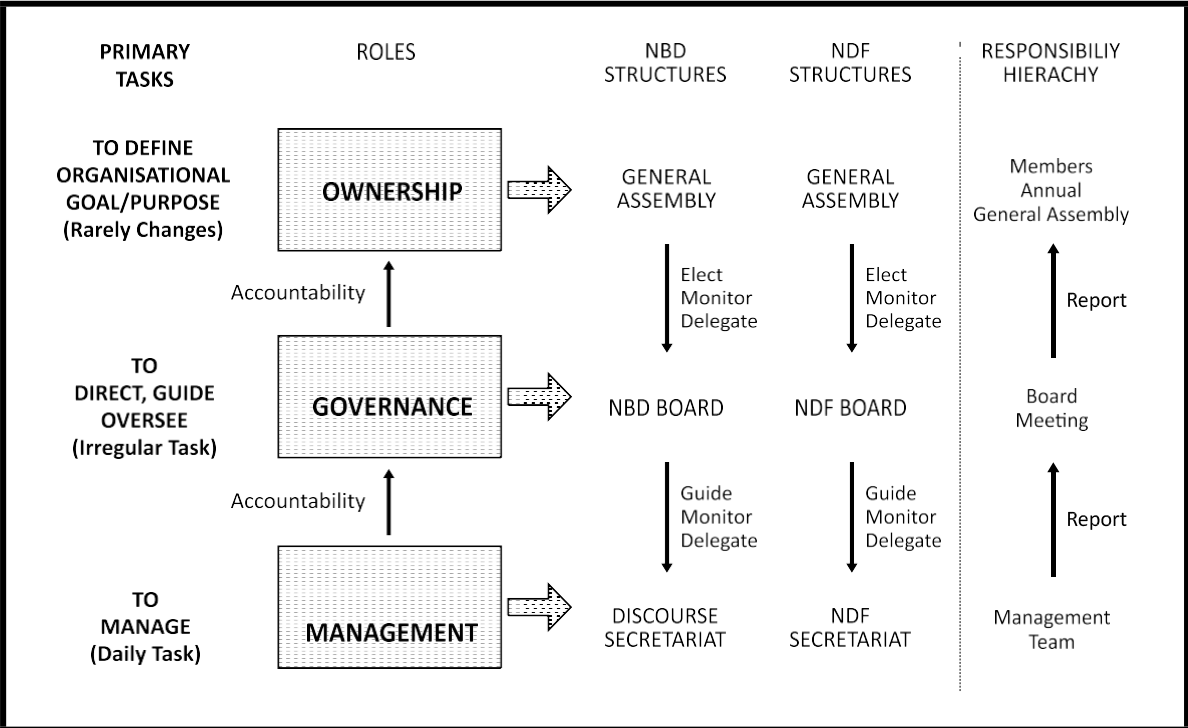 PRIMARY
TASKS
ROLES
NBD
STRUCTURES
NDF
STRUCTURES
RESPONSIBILIY
HIERACHY
TO DEFINE
ORGANISATIONAL
GOAL/PURPOSE
(Rarely Changes)
OWNERSHIP
GENERAL
ASSEMBLY
GENERAL
ASSEMBLY
Members
Annual
General Assembly
Accountability
Elect
Monitor
Delegate
Elect
Monitor
Delegate
Report
TO
DIRECT, GUIDE
OVERSEE
(Irregular Task)
GOVERNANCE
NBD BOARD
NDF BOARD
Board
Meeting
Accountability
Guide
Monitor
Delegate
Guide
Monitor
Delegate
Report
TO
MANAGE
(Daily Task)
MANAGEMENT
DISCOURSE
SECRETARIAT
NDF
SECRETARIAT
Management
Team